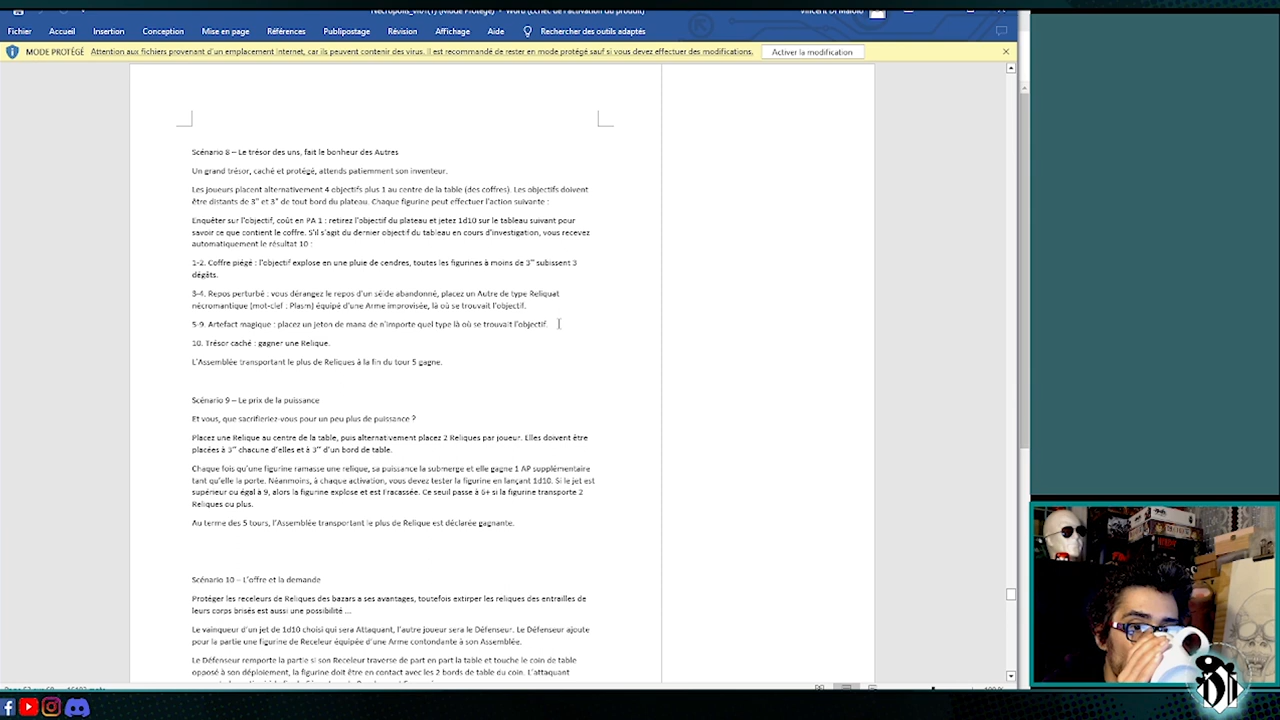 Necropolis_v101(1) (Mode Protégé) - Word (Échec de l'activation du produit)
Vincent Di Maiolo
Fichier Accueil Insertion Conception Mise en page Références Publipostage Révision Affichage Aide Rechercher des outils adaptés
MODE PROTÉGÉ Attention aux fichiers provenant d'un emplacement Internet, car ils peuvent contenir des virus. Il est recommandé de rester en mode protégé sauf si vous devez effectuer des modifications. Activer la modification
Scénario 8 – Le trésor des uns, fait le bonheur des Autres
Un grand trésor, caché et protégé, attends patiemment son inventeur.
Les joueurs placent alternativement 4 objectifs plus 1 au centre de la table (des coffres). Les objectifs doivent
être distants de 3" et 3" de tout bord du plateau. Chaque figurine peut effectuer l'action suivante :
Enquêter sur l'objectif, coût en PA 1 : retirez l'objectif du plateau et jetez 1d10 sur le tableau suivant pour
savoir ce que contient le coffre. S'il s'agit du dernier objectif du tableau en cours d'investigation, vous recevez
automatiquement le résultat 10 :
1-2. Coffre piégé : l'objectif explose en une pluie de cendres, toutes les figurines à moins de 3" subissent 3
dégâts.
3-4. Repos perturbé : vous dérangez le repos d'un séide abandonné, placez un Autre de type Reliquat
nécromantique (mot-clef : Plasm) équipé d'une Arme improvisée, là où se trouvait l'objectif.
5-9. Artefact magique : placez un jeton de mana de n'importe quel type là où se trouvait l'objectif.
10. Trésor caché : gagner une Relique.
L'Assemblée transportant le plus de Reliques à la fin du tour 5 gagne.
Scénario 9 – Le prix de la puissance
Et vous, que sacrifieriez-vous pour un peu plus de puissance ?
Placez une Relique au centre de la table, puis alternativement placez 2 Reliques par joueur. Elles doivent être
placées à 3" chacune d'elles et à 3" d'un bord de table.
Chaque fois qu'une figurine ramasse une relique, sa puissance la submerge et elle gagne 1 AP supplémentaire
tant qu'elle la porte. Néanmoins, à chaque activation, vous devez tester la figurine en lançant 1d10. Si le jet est
supérieur ou égal à 9, alors la figurine explose et est Fracassée. Ce seuil passe à 6+ si la figurine transporte 2
Reliques ou plus.
Au terme des 5 tours, l'Assemblée transportant le plus de Relique est déclarée gagnante.
Scénario 10 – L'offre et la demande
Protéger les receleurs de Reliques des bazars a ses avantages, toutefois extirper les reliques des entrailles de
leurs corps brisés est aussi une possibilité ...
Le vainqueur d'un jet de 1d10 choisi qui sera Attaquant, l'autre joueur sera le Défenseur. Le Défenseur ajoute
pour la partie une figurine de Receleur équipée d'une Arme contondante à son Assemblée.
Le Défenseur remporte la partie si son Receleur traverse de part en part la table et touche le coin de table
opposé à son déploiement, la figurine doit être en contact avec les 2 bords de table du coin. L'attaquant